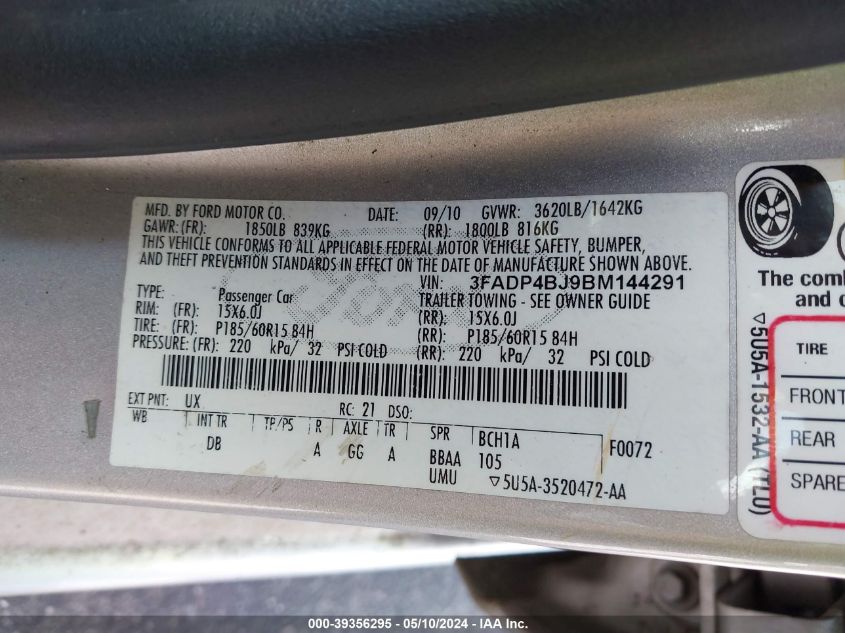 MFD. BY FORD MOTOR CO. DATE: 09/10 GVWR: 3620LB/1642KG
GAWR:(FR): 1850LB 839KG (RR): 1800LB 816KG
THIS VEHICLE CONFORMS TO ALL APPLICABLE FEDERAL MOTOR VEHICLE SAFETY, BUMPER,
AND THEFT PREVENTION STANDARDS IN EFFECT ON THE DATE OF MANUFACTURE SHOWN ABOVE.
VIN: 3FADP4BJ9BM144291
TYPE: Passenger Car TRAILER TOWING - SEE OWNER GUIDE
RIM: (FR): 15X6.0J (RR): 15X6.0J
TIRE: (FR): P185/60R15 84H (RR): P185/60R15 84H
PRESSURE: (FR): 220 kPa/ 32 PSI COLD (RR): 220 kPa/ 32 PSI COLD
EXT PNT: UX RC: 21 DSO:
WB INT TR TP/PS R AXLE TR SPR BCH1A F0072
DB A GG A BBAA 105
UMU ▽5U5A-3520472-AA
Ford
The comb
and c
▽5U5A-1532-AA (TLU)
TIRE
FRONT
REAR
SPARE
000-39356295 - 05/10/2024 - IAA Inc.